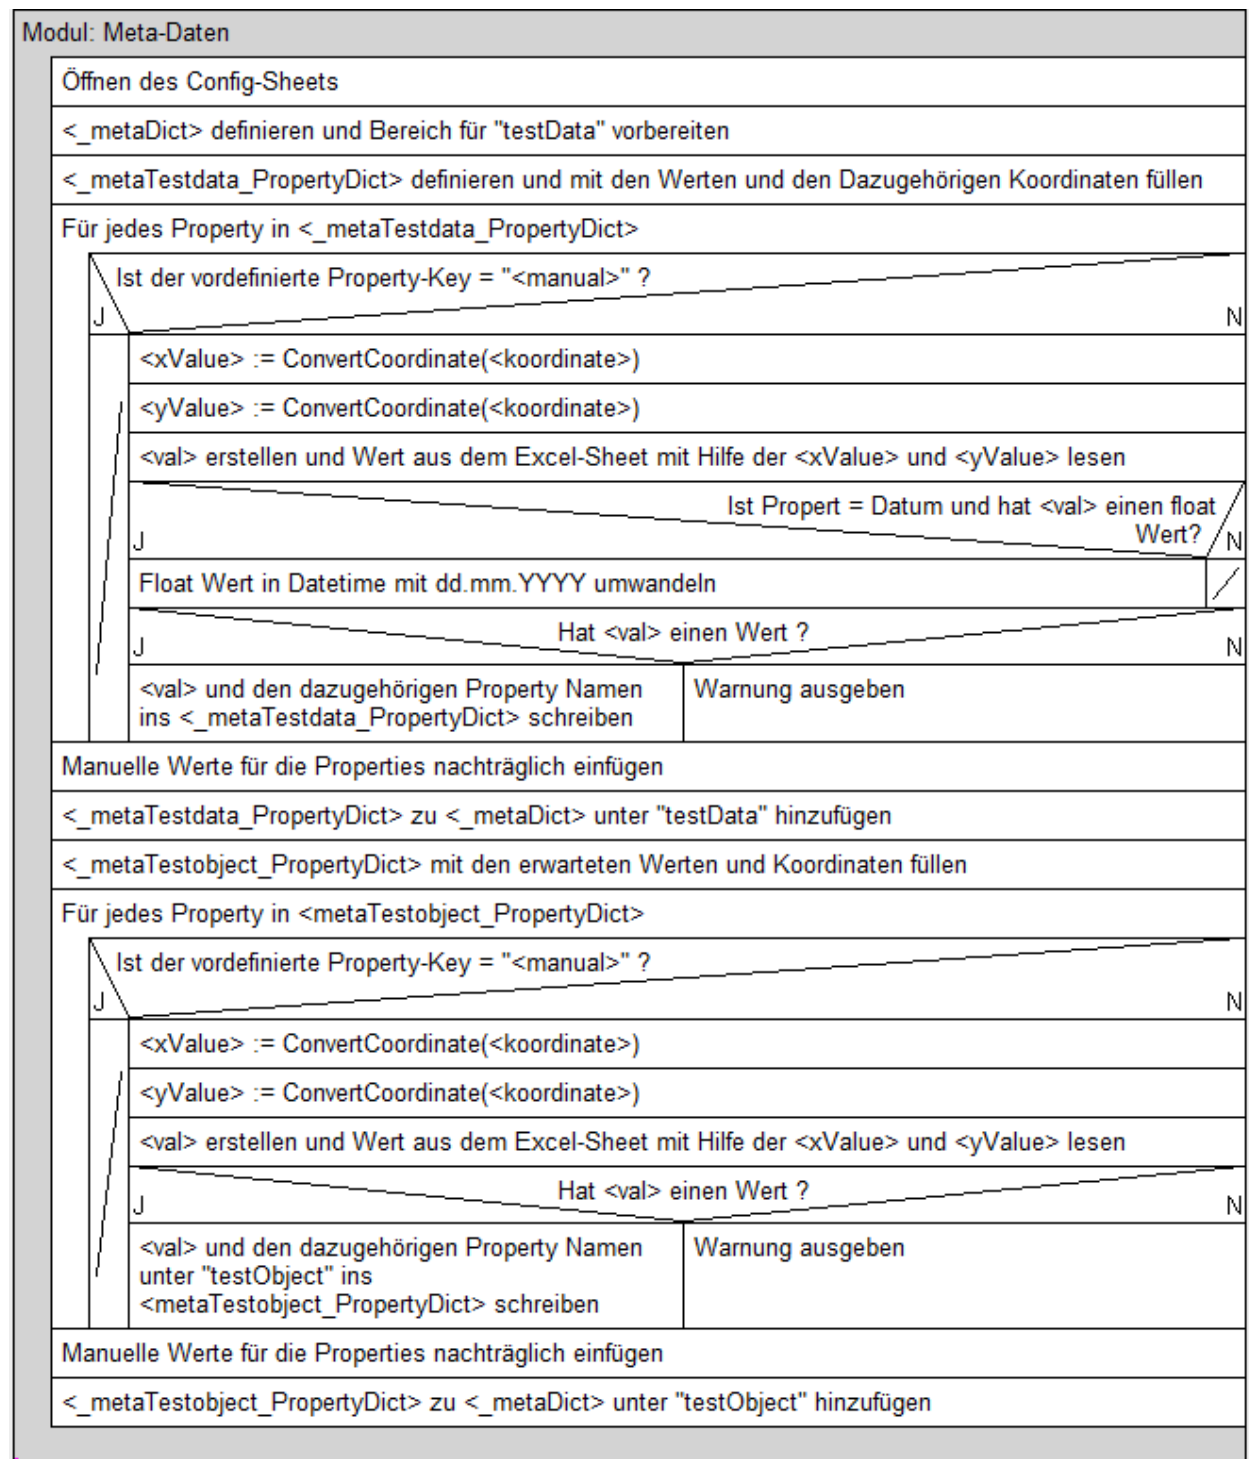 Modul: Meta-Daten
Öffnen des Config-Sheets
<_metaDict> definieren und Bereich für "testData" vorbereiten
<_metaTestdata_PropertyDict> definieren und mit den Werten und den Dazugehörigen Koordinaten füllen
Für jedes Property in <_metaTestdata_PropertyDict>
Ist der vordefinierte Property-Key = "<manual>" ?
J
N
<xValue> := ConvertCoordinate(<koordinate>)
<yValue> := ConvertCoordinate(<koordinate>)
<val> erstellen und Wert aus dem Excel-Sheet mit Hilfe der <xValue> und <yValue> lesen
Ist Propert = Datum und hat <val> einen float
Wert?
J
N
Float Wert in Datetime mit dd.mm.YYYY umwandeln
Hat <val> einen Wert ?
J
N
<val> und den dazugehörigen Property Namen
ins <_metaTestdata_PropertyDict> schreiben
Warnung ausgeben
Manuelle Werte für die Properties nachträglich einfügen
<_metaTestdata_PropertyDict> zu <_metaDict> unter "testData" hinzufügen
<_metaTestobject_PropertyDict> mit den erwarteten Werten und Koordinaten füllen
Für jedes Property in <metaTestobject_PropertyDict>
Ist der vordefinierte Property-Key = "<manual>" ?
J
N
<xValue> := ConvertCoordinate(<koordinate>)
<yValue> := ConvertCoordinate(<koordinate>)
<val> erstellen und Wert aus dem Excel-Sheet mit Hilfe der <xValue> und <yValue> lesen
Hat <val> einen Wert ?
J
N
<val> und den dazugehörigen Property Namen
unter "testObject" ins
<metaTestobject_PropertyDict> schreiben
Warnung ausgeben
Manuelle Werte für die Properties nachträglich einfügen
<_metaTestobject_PropertyDict> zu <_metaDict> unter "testObject" hinzufügen